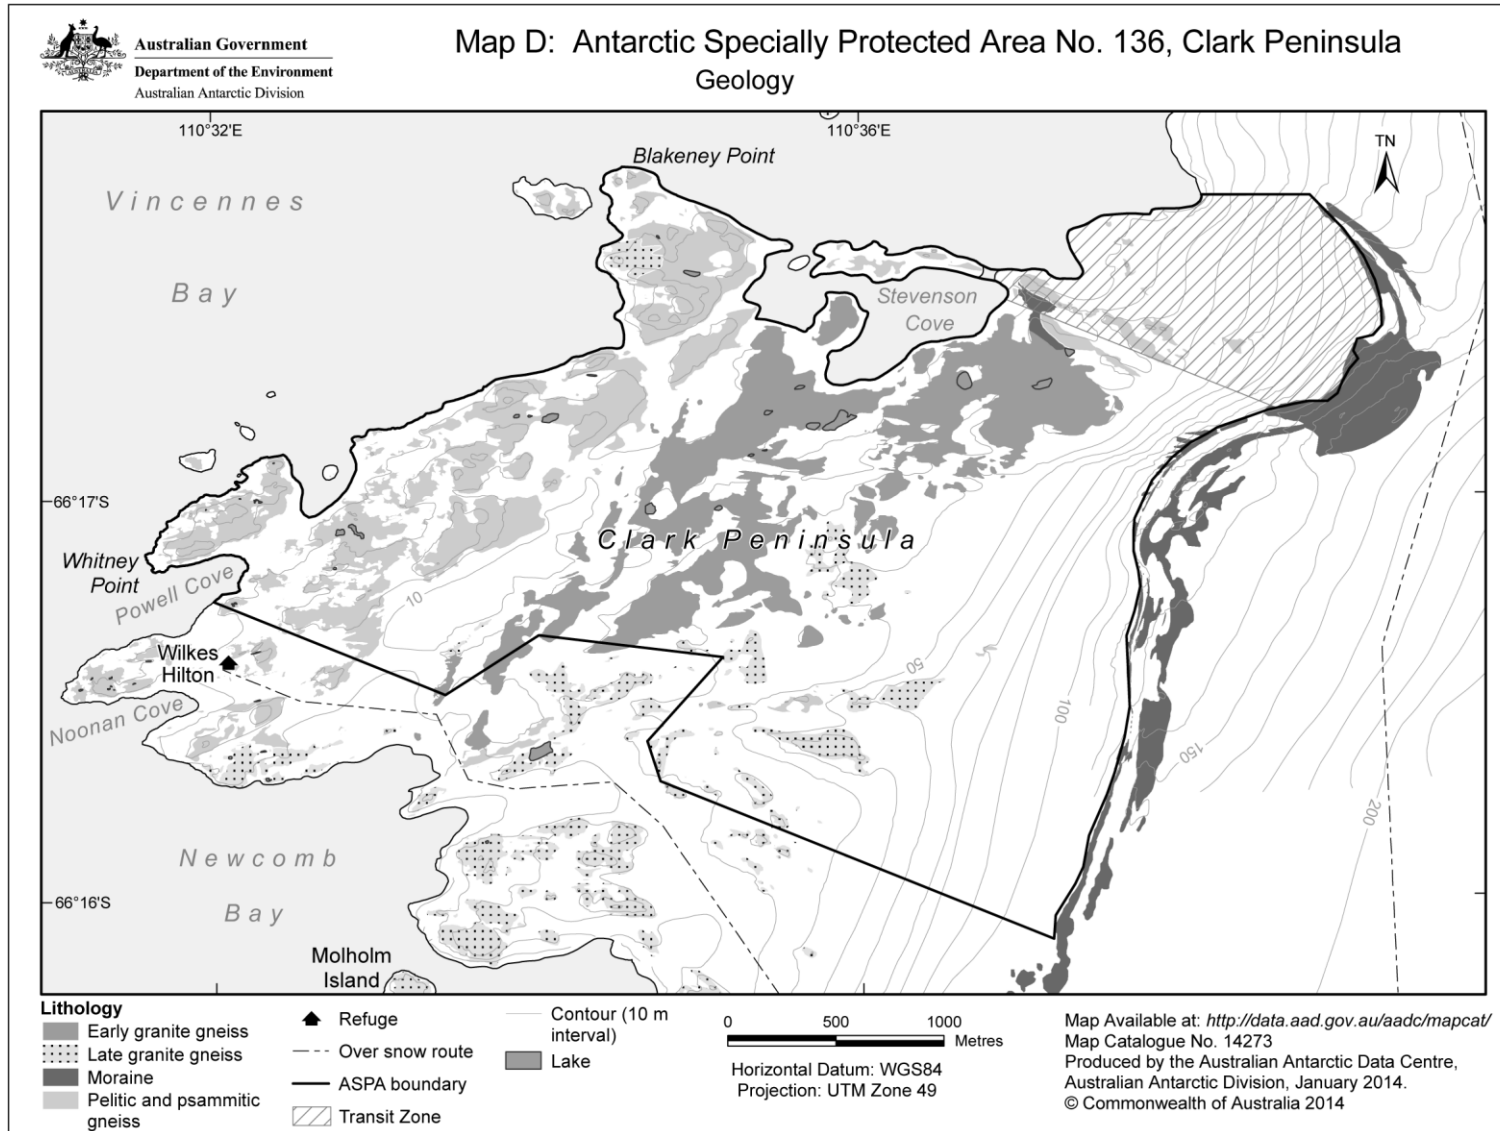 Australian Government
Department of the Environment
Australian Antarctic Division
Map D: Antarctic Specially Protected Area No. 136, Clark Peninsula
Geology
110°32'E
110°36'E
TN
Blakeney Point
Vincennes
Bay
Stevenson
Cove
66°17'S
Clark Peninsula
Whitney
Point
Powell Cove
10
Wilkes
Hilton
50
100
150
200
Noonan Cove
Newcomb
Bay
66°16'S
Molholm
Island
Lithology
Early granite gneiss
Late granite gneiss
Moraine
Pelitic and psammitic
gneiss
Refuge
Over snow route
ASPA boundary
Transit Zone
Contour (10 m
interval)
Lake
0 500 1000
Metres
Horizontal Datum: WGS84
Projection: UTM Zone 49
Map Available at: http://data.aad.gov.au/aadc/mapcat/
Map Catalogue No. 14273
Produced by the Australian Antarctic Data Centre,
Australian Antarctic Division, January 2014.
© Commonwealth of Australia 2014